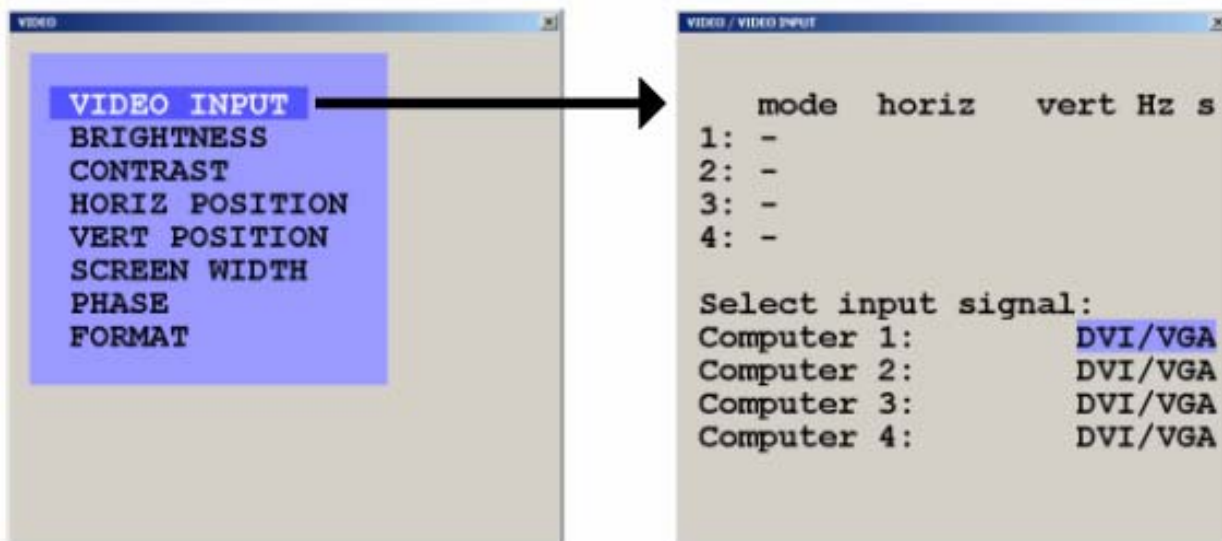 VIDEO
VIDEO INPUT
BRIGHTNESS
CONTRAST
HORIZ POSITION
VERT POSITION
SCREEN WIDTH
PHASE
FORMAT
VIDEO / VIDEO INPUT
mode horiz vert Hz s
1: -
2: -
3: -
4: -
Select input signal:
Computer 1: DVI/VGA
Computer 2: DVI/VGA
Computer 3: DVI/VGA
Computer 4: DVI/VGA